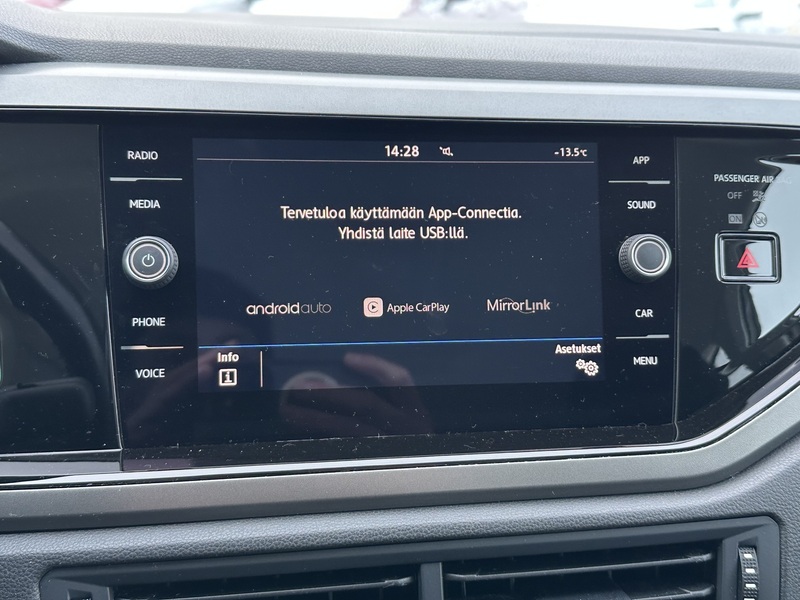 RADIO
MEDIA
PHONE
VOICE
14:28
-13.5°C
Tervetuloa käyttämään App-Connectia.
Yhdistä laite USB:llä.
androidauto
Apple CarPlay
MirrorLink
Info
i
Asetukset
APP
SOUND
CAR
MENU
PASSENGER AIR
OFF
ON